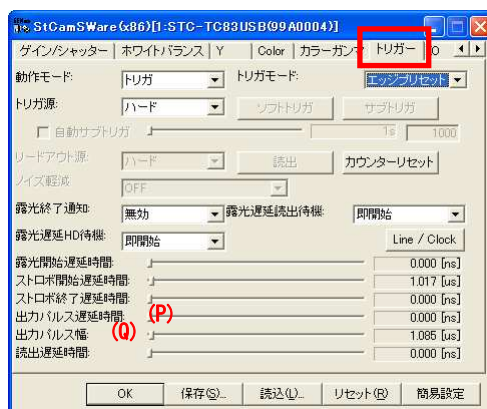 StCamSWare(x86)[1:STC-TC83USB(99A0004)]
ゲイン/シャッター ホワイトバランス Y Color カラーガンマ トリガー IO
動作モード: トリガ トリガモード: エッジプリセット
トリガ源: ハード ソフトトリガ サブトリガ
自動サブトリガ 1s 1000
リードアウト源: ハード 読出 カウンターリセット
ノイズ軽減 OFF
露光終了通知: 無効 露光遅延読出待機: 即開始
露光遅延HD待機: 即開始 Line / Clock
露光開始遅延時間: 0.000 [ns]
ストロボ開始遅延時間: 1.017 [us]
ストロボ終了遅延時間: 0.000 [ns]
出力パルス遅延時間: (P) 0.000 [ns]
出力パルス幅: (Q) 1.085 [us]
読出遅延時間: 0.000 [ns]
OK 保存(S)... 読込(L)... リセット(R) 簡易設定